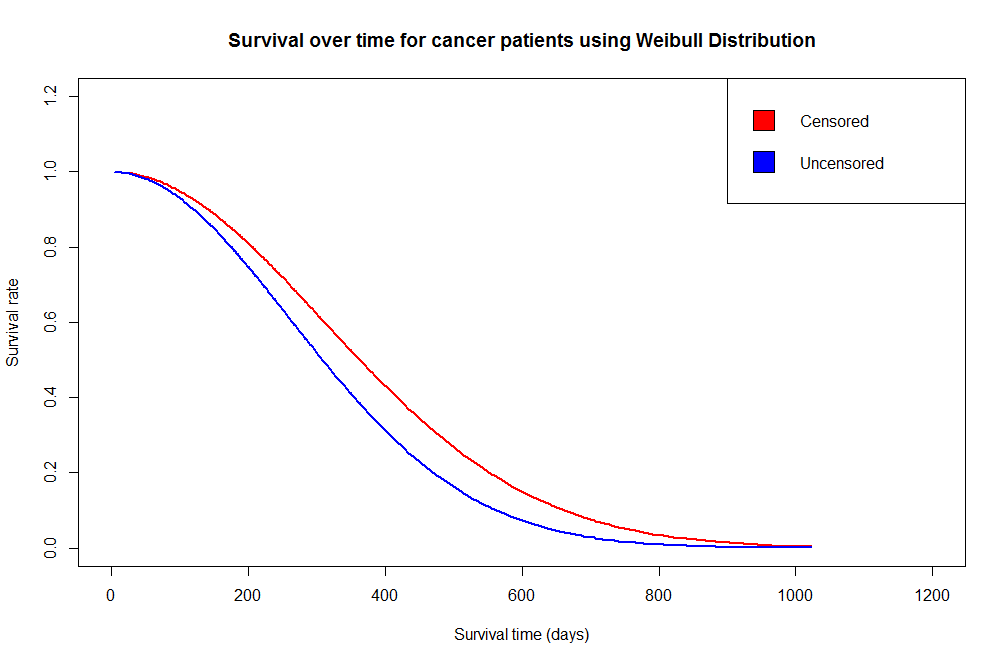 Survival over time for cancer patients using Weibull Distribution
Censored
Uncensored
Survival rate
1.2
1.0
0.8
0.6
0.4
0.2
0.0
0 200 400 600 800 1000 1200
Survival time (days)